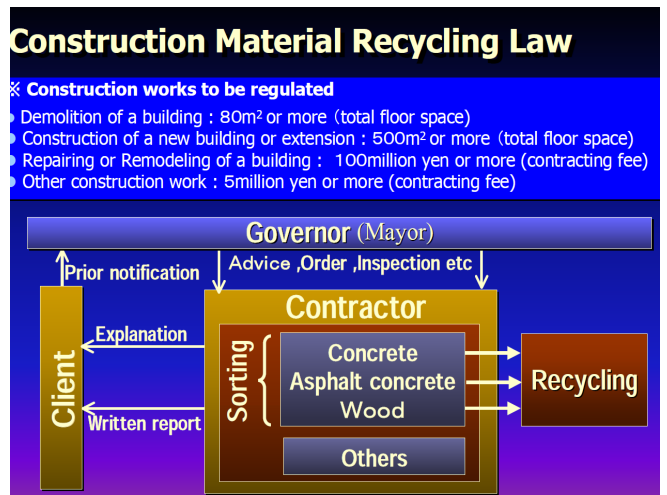 Construction Material Recycling Law
※ Construction works to be regulated
● Demolition of a building : 80m² or more (total floor space)
● Construction of a new building or extension : 500m² or more (total floor space)
● Repairing or Remodeling of a building : 100million yen or more (contracting fee)
● Other construction work : 5million yen or more (contracting fee)
Governor (Mayor)
Prior notification
Advice ,Order ,Inspection etc
Contractor
Explanation
Client
Written report
Sorting
Concrete
Asphalt concrete
Wood
Others
Recycling